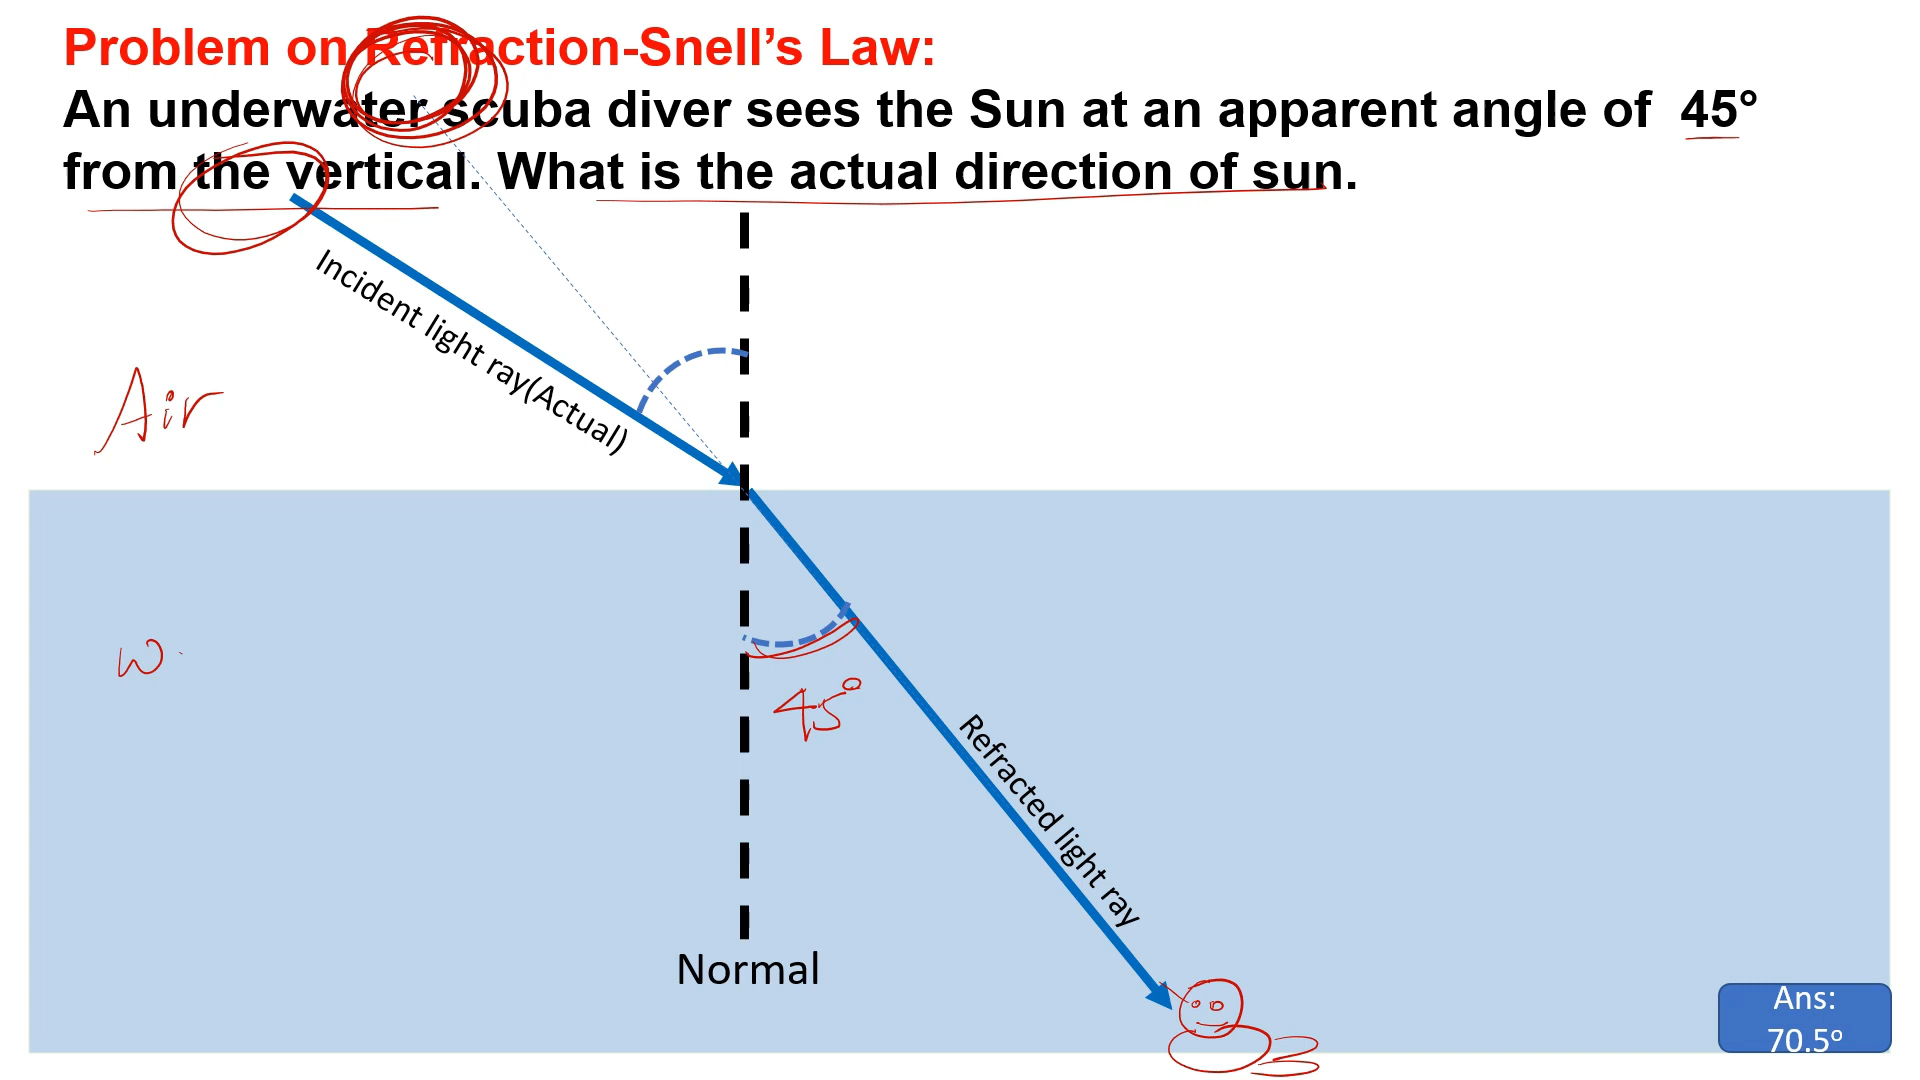 Problem on Refraction-Snell’s Law:
An underwater scuba diver sees the Sun at an apparent angle of 45°
from the vertical. What is the actual direction of sun.
Incident light ray(Actual)
Air
w
45°
Refracted light ray
Normal
Ans:
70.5º